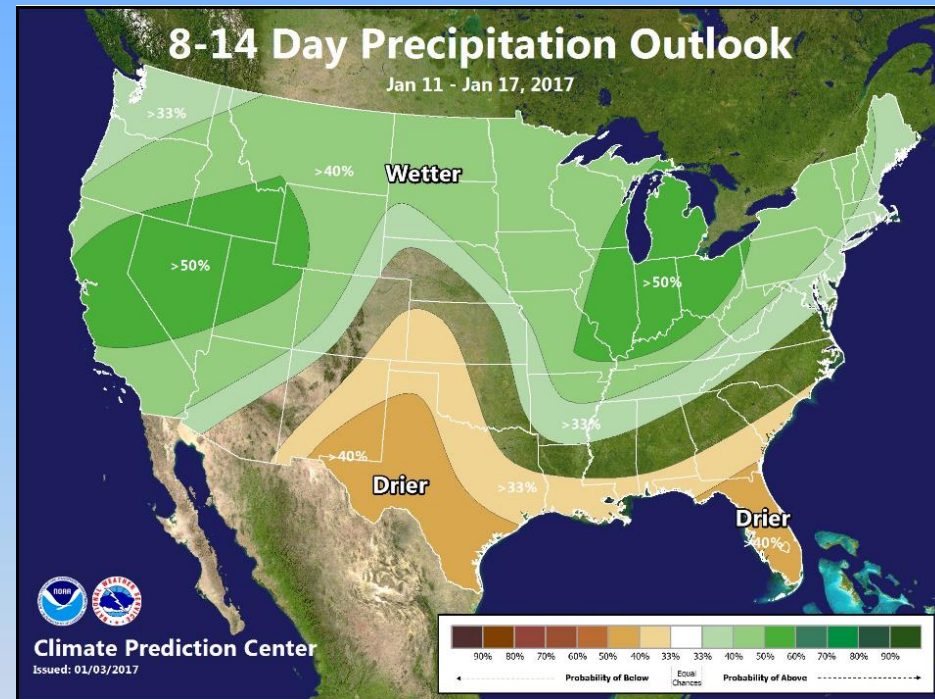 8-14 Day Precipitation Outlook
Jan 11 - Jan 17, 2017
>33%
>40%
Wetter
>50%
>50%
>33%
>40%
Drier
>33%
Drier
>40%
NOAA
Climate Prediction Center
Issued: 01/03/2017
90% 80% 70% 60% 50% 40% 33% 33% 40% 50% 60% 70% 80% 90%
Probability of Below Equal Chances Probability of Above